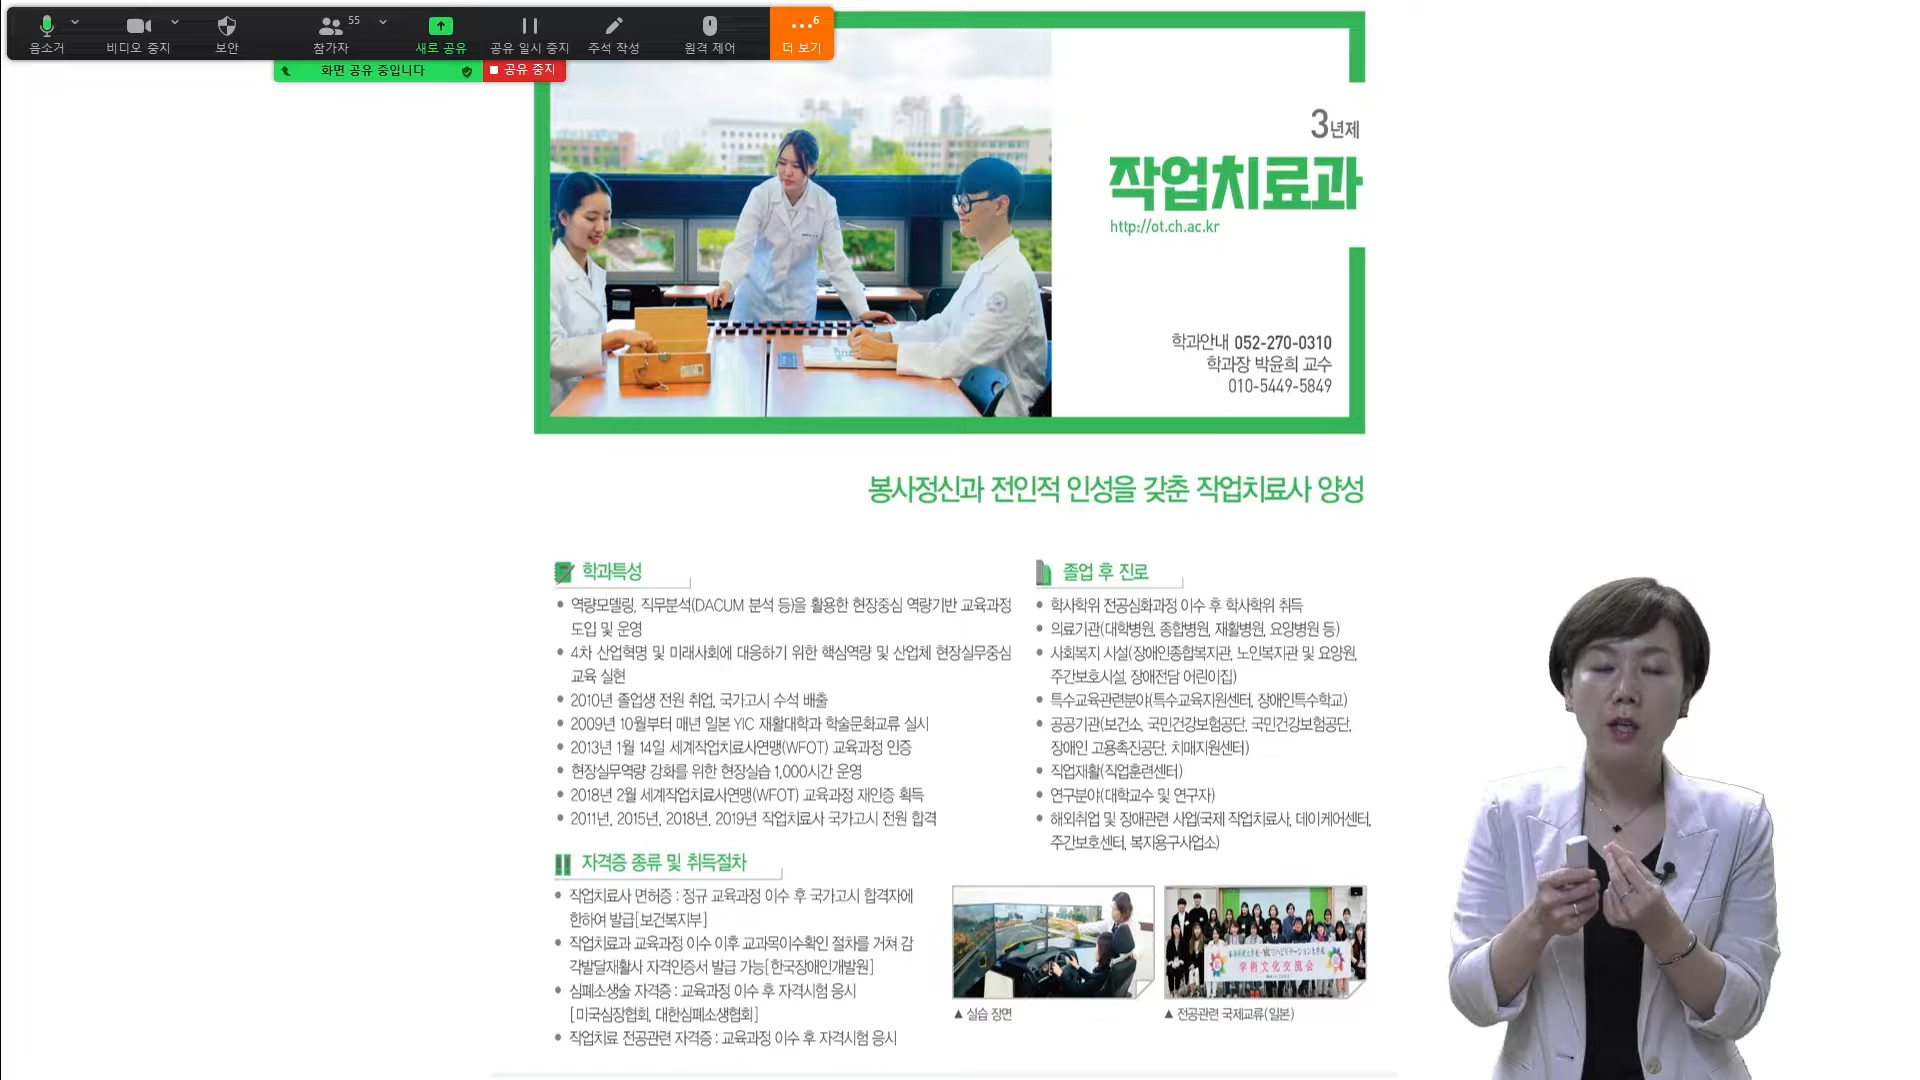 음소거
비디오 중지
보안
55
참가자
새로 공유
공유 일시 중지
주석 작성
원격 제어
6
더 보기
화면 공유 중입니다
공유 중지
3년제
작업치료과
http://ot.ch.ac.kr
학과안내 052-270-0310
학과장 박윤희 교수
010-5449-5849
봉사정신과 전인적 인성을 갖춘 작업치료사 양성
학과특성
• 역량모델링, 직무분석(DACUM 분석 등)을 활용한 현장중심 역량기반 교육과정
도입 및 운영
• 4차 산업혁명 및 미래사회에 대응하기 위한 핵심역량 및 산업체 현장실무중심
교육 실현
• 2010년 졸업생 전원 취업, 국가고시 수석 배출
• 2009년 10월부터 매년 일본 YIC 재활대학과 학술문화교류 실시
• 2013년 1월 14일 세계작업치료사연맹(WFOT) 교육과정 인증
• 현장실무역량 강화를 위한 현장실습 1,000시간 운영
• 2018년 2월 세계작업치료사연맹(WFOT) 교육과정 재인증 획득
• 2011년, 2015년, 2018년, 2019년 작업치료사 국가고시 전원 합격
자격증 종류 및 취득절차
• 작업치료사 면허증 : 정규 교육과정 이수 후 국가고시 합격자에
한하여 발급[보건복지부]
• 작업치료과 교육과정 이수 이후 교과목이수확인 절차를 거쳐 감
각발달재활사 자격인증서 발급 가능[한국장애인개발원]
• 심폐소생술 자격증 : 교육과정 이수 후 자격시험 응시
[미국심장협회, 대한심폐소생협회]
• 작업치료 전공관련 자격증 : 교육과정 이수 후 자격시험 응시
졸업 후 진로
• 학사학위 전공심화과정 이수 후 학사학위 취득
• 의료기관(대학병원, 종합병원, 재활병원, 요양병원 등)
• 사회복지 시설(장애인종합복지관, 노인복지관 및 요양원,
주간보호시설, 장애전담 어린이집)
• 특수교육관련분야(특수교육지원센터, 장애인특수학교)
• 공공기관(보건소, 국민건강보험공단, 국민건강보험공단,
장애인 고용촉진공단, 치매지원센터)
• 직업재활(직업훈련센터)
• 연구분야(대학교수 및 연구자)
• 해외취업 및 장애관련 사업(국제 작업치료사, 데이케어센터,
주간보호센터, 복지용구사업소)
学術文化交流会
▲ 실습 장면
▲ 전공관련 국제교류(일본)